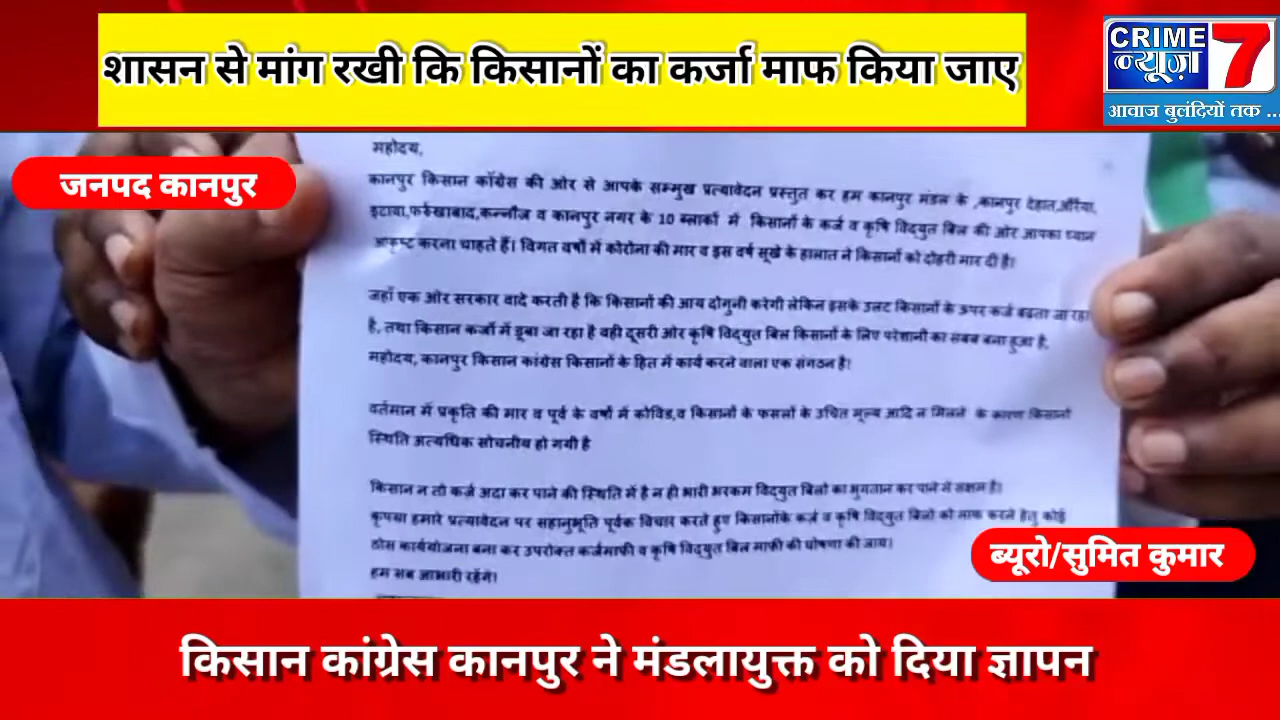 शासन से मांग रखी कि किसानों का कर्जा माफ किया जाए
CRIME 7
न्यूज़
आवाज बुलंदियों तक ...
जनपद कानपुर
महोदय,
कानपुर किसान कॉंग्रेस की ओर से आपके सम्मुख प्रत्यावेदन प्रस्तुत कर हम कानपुर मंडल के ,कानपुर देहात,औरैया,
इटावा,फर्रुखाबाद,कन्नौज व कानपुर नगर के 10 ब्लाकों में किसानों के कर्ज व कृषि विद्युत बिल की ओर आपका ध्यान
आकृष्ट करना चाहते हैं। विगत वर्षों में कोरोना की मार व इस वर्ष सूखे के हालात ने किसानों को दोहरी मार दी है।
जहाँ एक ओर सरकार वादे करती है कि किसानों की आय दोगुनी करेगी लेकिन इसके उलट किसानों के ऊपर कर्ज बढ़ता जा रहा
है, तथा किसान कर्जो में डूबा जा रहा है वही दूसरी ओर कृषि विद्युत बिल किसानों के लिए परेशानी का सबब बना हुआ है,
महोदय, कानपुर किसान कांग्रेस किसानों के हित में कार्य करने वाला एक संगठन है!
वर्तमान में प्रकृति की मार व पूर्व के वर्षों में कोविड,व किसानों के फसलों के उचित मूल्य आदि न मिलने के कारण किसानो
स्थिति अत्यधिक सोचनीय हो गयी है
किसान न तो कर्ज अदा कर पाने की स्थिति में है न ही भारी भरकम विद्युत बिलो का भुगतान कर पाने में सक्षम है।
कृपया हमारे प्रत्यावेदन पर सहानुभूति पूर्वक विचार करते हुए किसानोंके कर्ज व कृषि विद्युत बिलो को माफ करने हेतु कोई
ठोस कार्ययोजना बना कर उपरोक्त कर्जमाफी व कृषि विद्युत बिल माफी की घोषणा की जाय।
हम सब आभारी रहेंगे।
ब्यूरो/सुमित कुमार
किसान कांग्रेस कानपुर ने मंडलायुक्त को दिया ज्ञापन